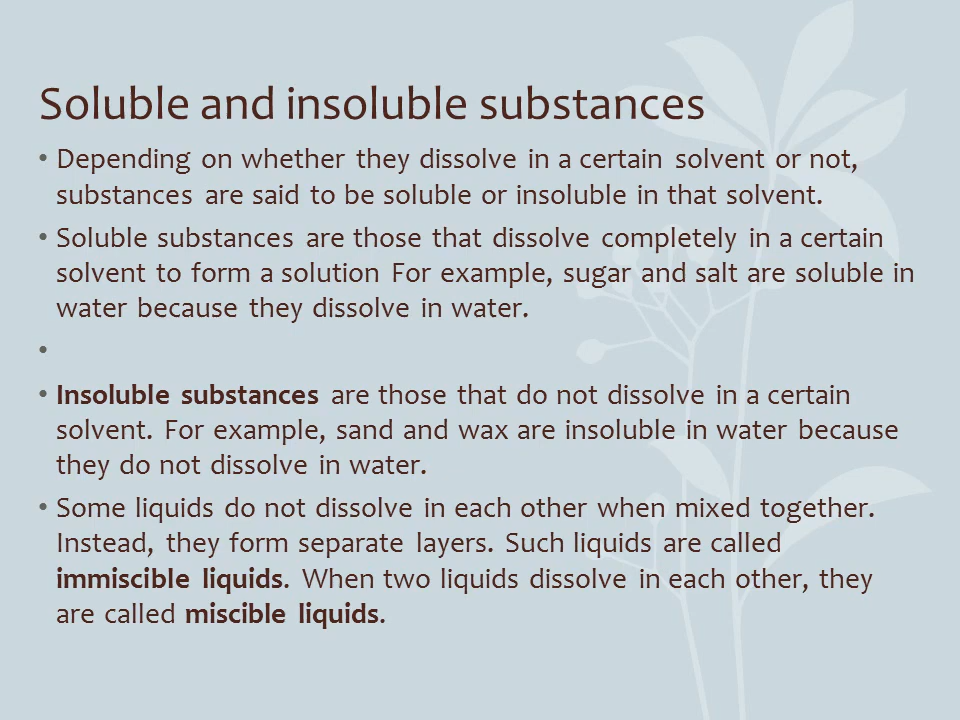 Soluble and insoluble substances
• Depending on whether they dissolve in a certain solvent or not,
substances are said to be soluble or insoluble in that solvent.
• Soluble substances are those that dissolve completely in a certain
solvent to form a solution For example, sugar and salt are soluble in
water because they dissolve in water.
•
• Insoluble substances are those that do not dissolve in a certain
solvent. For example, sand and wax are insoluble in water because
they do not dissolve in water.
• Some liquids do not dissolve in each other when mixed together.
Instead, they form separate layers. Such liquids are called
immiscible liquids. When two liquids dissolve in each other, they
are called miscible liquids.